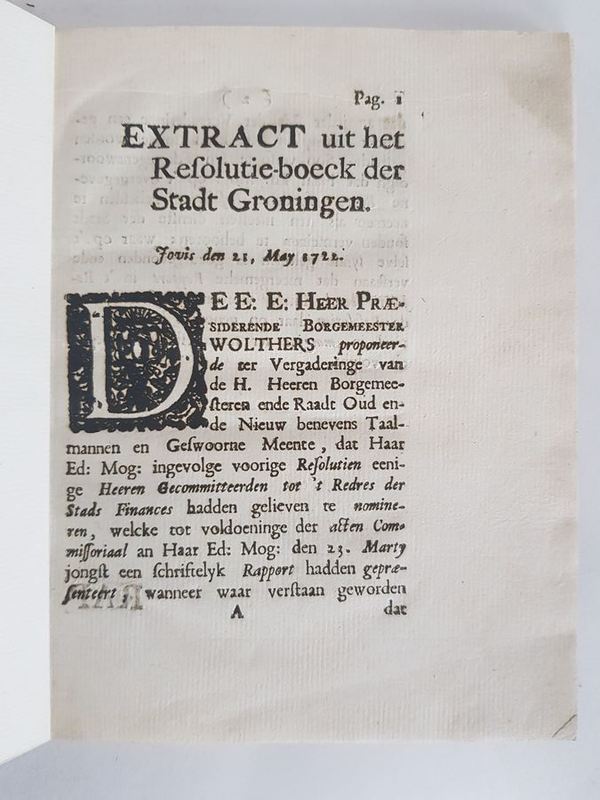 Pag. 1
EXTRACT uit het
Reſolutie-boeck der
Stadt Groningen.
Jovis den 21, May 1722.
DE E: E: HEER PRÆ-
SIDERENDE BORGEMEESTER
WOLTHERS proponeer-
de ter Vergaderinge van
de H. Heeren Borgemee-
ſteren ende Raadt Oud en-
de Nieuw benevens Taal-
mannen en Geſwoorne Meente, dat Haar
Ed: Mog: ingevolge voorige Reſolutien eeni-
ge Heeren Gecommitteerden tot 't Redres der
Stads Finances hadden gelieven te nomine-
ren, welcke tot voldoeninge der acten Com-
miſſoriaal an Haar Ed: Mog: den 23. Marty
jongſt een ſchriftelyk Rapport hadden gepræ-
ſenteert, wanneer waar verſtaan geworden
A
dat